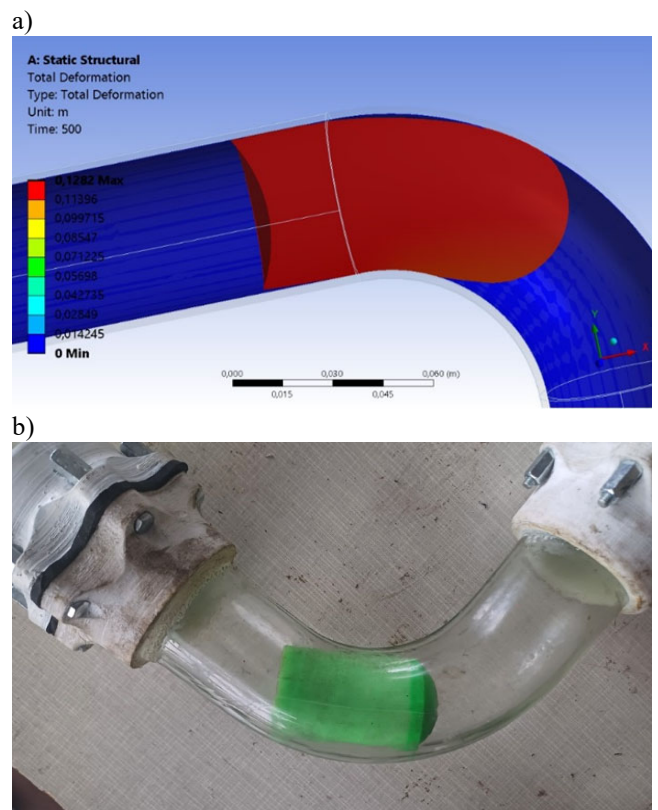 a)
A: Static Structural
Total Deformation
Type: Total Deformation
Unit: m
Time: 500
0,1282 Max
0,11396
0,099715
0,08547
0,071225
0,05698
0,042735
0,02849
0,014245
0 Min
Y
X
0,000 0,030 0,060 (m)
0,015 0,045
b)